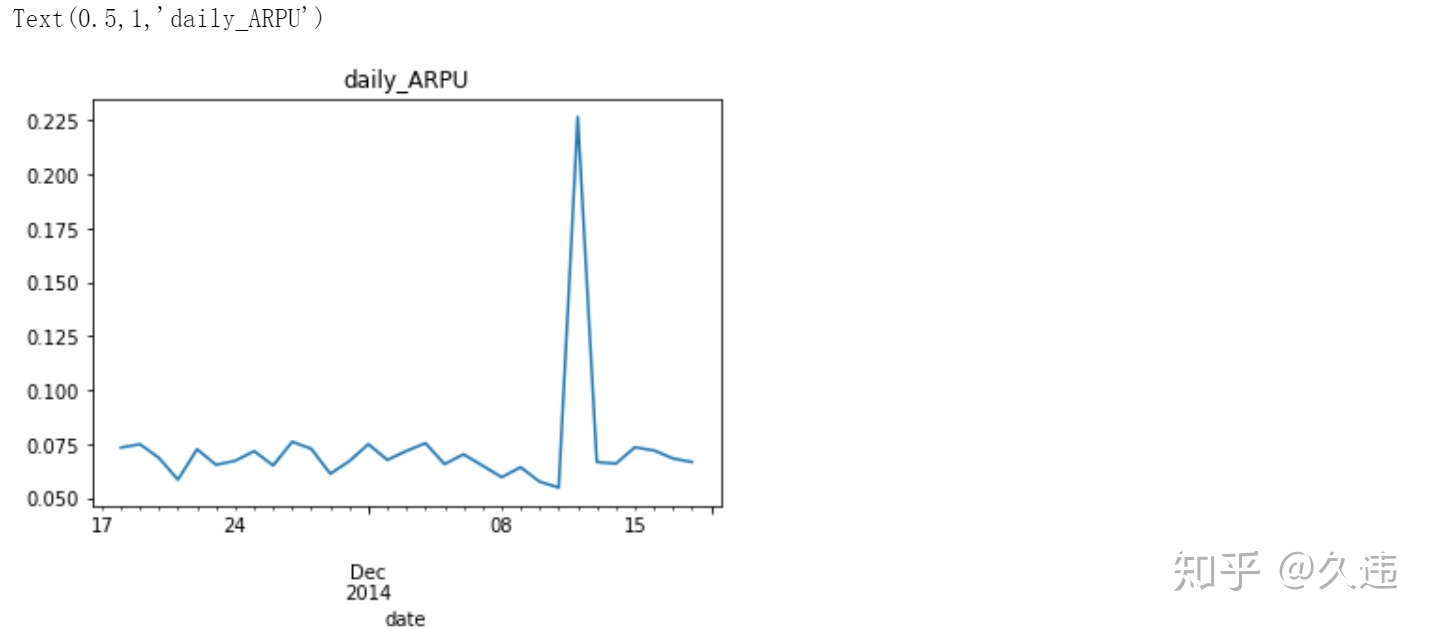 Text(0.5,1,'daily_ARPU')
daily_ARPU
0.225
0.200
0.175
0.150
0.125
0.100
0.075
0.050
17 24 08 15
Dec
2014
date
知乎 @久违